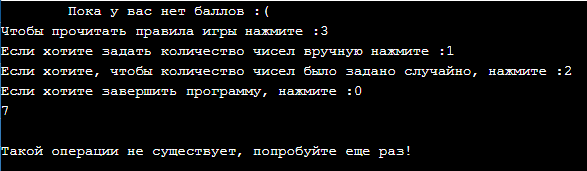 Пока у вас нет баллов :(
Чтобы прочитать правила игры нажмите :3
Если хотите задать количество чисел вручную нажмите :1
Если хотите, чтобы количество чисел было задано случайно, нажмите :2
Если хотите завершить программу, нажмите :0
7
Такой операции не существует, попробуйте еще раз!